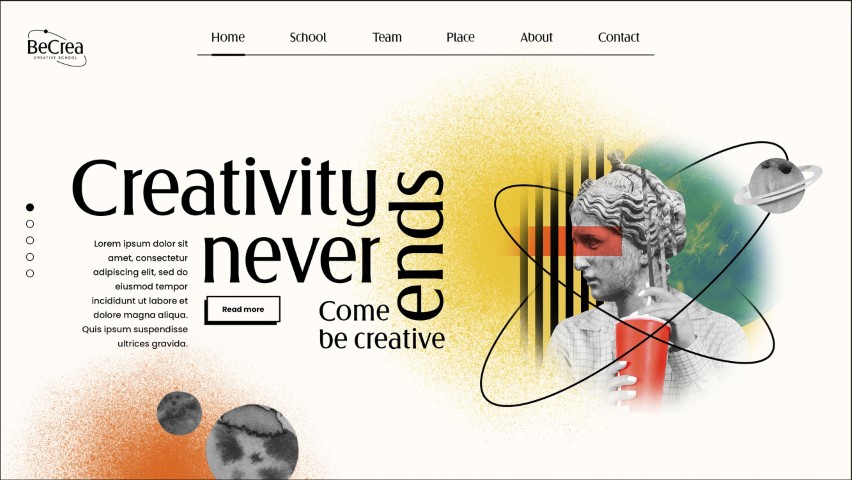 BeCrea
CREATIVE SCHOOL
Home School Team Place About Contact
Creativity
never
ends
Lorem ipsum dolor sit
amet, consectetur
adipiscing elit, sed do
eiusmod tempor
incididunt ut labore et
dolore magna aliqua.
Quis ipsum suspendisse
ultrices gravida.
Read more
Come
be creative